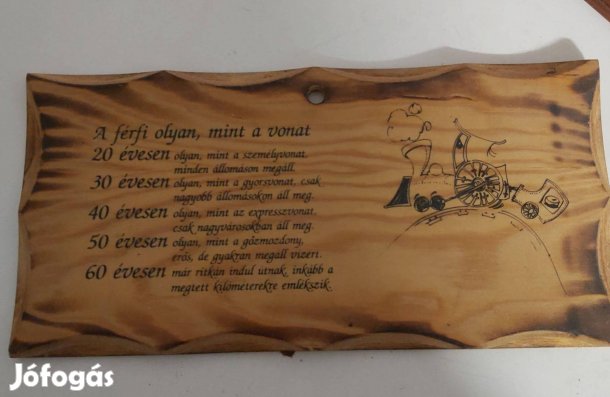 A férfi olyan, mint a vonat
20 évesen olyan, mint a személyvonat,
minden állomáson megáll.
30 évesen olyan, mint a gyorsvonat, csak
nagyobb állomásokon áll meg.
40 évesen olyan, mint az expresszvonat,
csak nagyvárosokban áll meg.
50 évesen olyan, mint a gőzmozdony,
erős, de gyakran megáll vizért.
60 évesen már ritkán indul útnak, inkább a
megtett kilométerekre emlékszik.
Jófogás